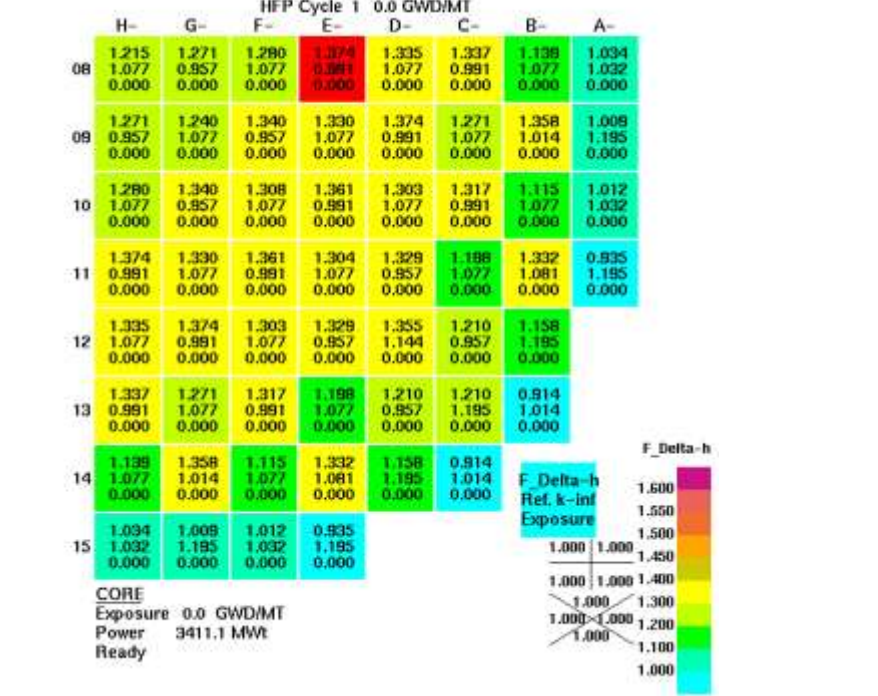 HFP Cycle 1 0.0 GWD/MT
H- G- F- E- D- C- B- A-
1.215 1.271 1.280 1.374 1.335 1.337 1.139 1.034
08 1.077 0.957 1.077 0.991 1.077 0.991 1.077 1.032
0.000 0.000 0.000 0.000 0.000 0.000 0.000 0.000
1.271 1.240 1.340 1.330 1.374 1.271 1.358 1.009
09 0.957 1.077 0.957 1.077 0.991 1.077 1.014 1.195
0.000 0.000 0.000 0.000 0.000 0.000 0.000 0.000
1.280 1.340 1.308 1.361 1.303 1.317 1.115 1.012
10 1.077 0.957 1.077 0.991 1.077 0.991 1.077 1.032
0.000 0.000 0.000 0.000 0.000 0.000 0.000 0.000
1.374 1.330 1.361 1.304 1.329 1.198 1.332 0.935
11 0.991 1.077 0.991 1.077 0.957 1.077 1.081 1.195
0.000 0.000 0.000 0.000 0.000 0.000 0.000 0.000
1.335 1.374 1.303 1.329 1.355 1.210 1.158
12 1.077 0.991 1.077 0.957 1.144 0.957 1.195
0.000 0.000 0.000 0.000 0.000 0.000 0.000
1.337 1.271 1.317 1.198 1.210 1.210 0.914
13 0.991 1.077 0.991 1.077 0.957 1.195 1.014
0.000 0.000 0.000 0.000 0.000 0.000 0.000
1.139 1.358 1.115 1.332 1.158 0.914
14 1.077 1.014 1.077 1.081 1.195 1.014
0.000 0.000 0.000 0.000 0.000 0.000
1.034 1.009 1.012 0.935
15 1.032 1.195 1.032 1.195
0.000 0.000 0.000 0.000
CORE
Exposure 0.0 GWD/MT
Power 3411.1 MWt
Ready
F_Delta-h
Ref. k-inf
Exposure
1.000 1.000
1.000 1.000
1.000
1.000 1.000
1.000
F_Delta-h
1.600
1.550
1.500
1.450
1.400
1.300
1.200
1.100
1.000